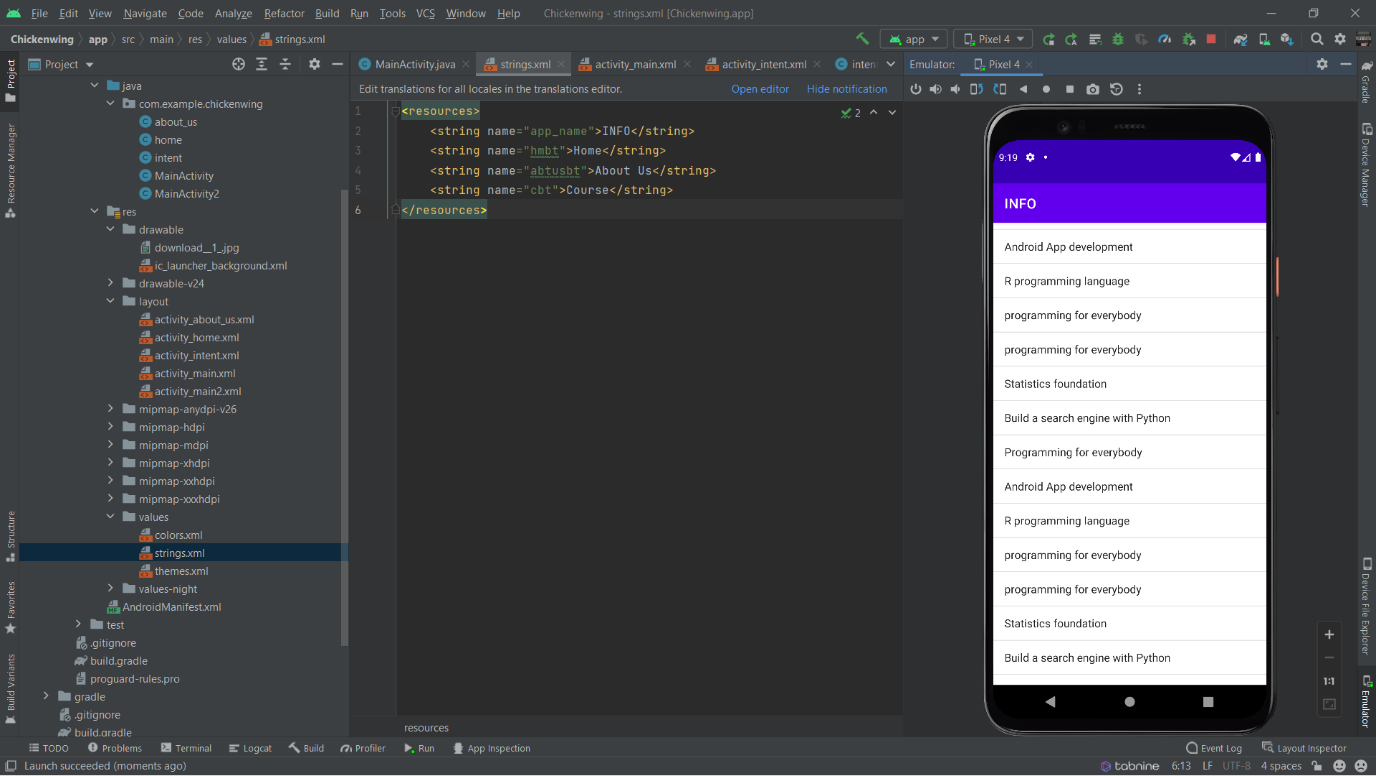 File Edit View Navigate Code Analyze Refactor Build Run Tools VCS Window Help Chickenwing - strings.xml [Chickenwing.app]
Chickenwing app src main res values strings.xml app Pixel 4
Project
MainActivity.java strings.xml activity_main.xml activity_intent.xml inten
Emulator: Pixel 4
Edit translations for all locales in the translations editor. Open editor Hide notification
java
com.example.chickenwing
about_us
home
intent
MainActivity
MainActivity2
res
drawable
download__1_.jpg
ic_launcher_background.xml
drawable-v24
layout
activity_about_us.xml
activity_home.xml
activity_intent.xml
activity_main.xml
activity_main2.xml
mipmap-anydpi-v26
mipmap-hdpi
mipmap-mdpi
mipmap-xhdpi
mipmap-xxhdpi
mipmap-xxxhdpi
values
colors.xml
strings.xml
themes.xml
values-night
AndroidManifest.xml
test
.gitignore
build.gradle
proguard-rules.pro
gradle
.gitignore
build.gradle
1 <resources>
2 <string name="app_name">INFO</string>
3 <string name="hmbt">Home</string>
4 <string name="abtusbt">About Us</string>
5 <string name="cbt">Course</string>
6 </resources>
2
resources
9:19
INFO
Android App development
R programming language
programming for everybody
programming for everybody
Statistics foundation
Build a search engine with Python
Programming for everybody
Android App development
R programming language
programming for everybody
programming for everybody
Statistics foundation
Build a search engine with Python
1:1
Project
Resource Manager
Structure
Favorites
Build Variants
Gradle
Device Manager
Device File Explorer
Emulator
TODO Problems Terminal Logcat Build Profiler Run App Inspection Event Log Layout Inspector
Launch succeeded (moments ago) tabnine 6:13 LF UTF-8 4 spaces